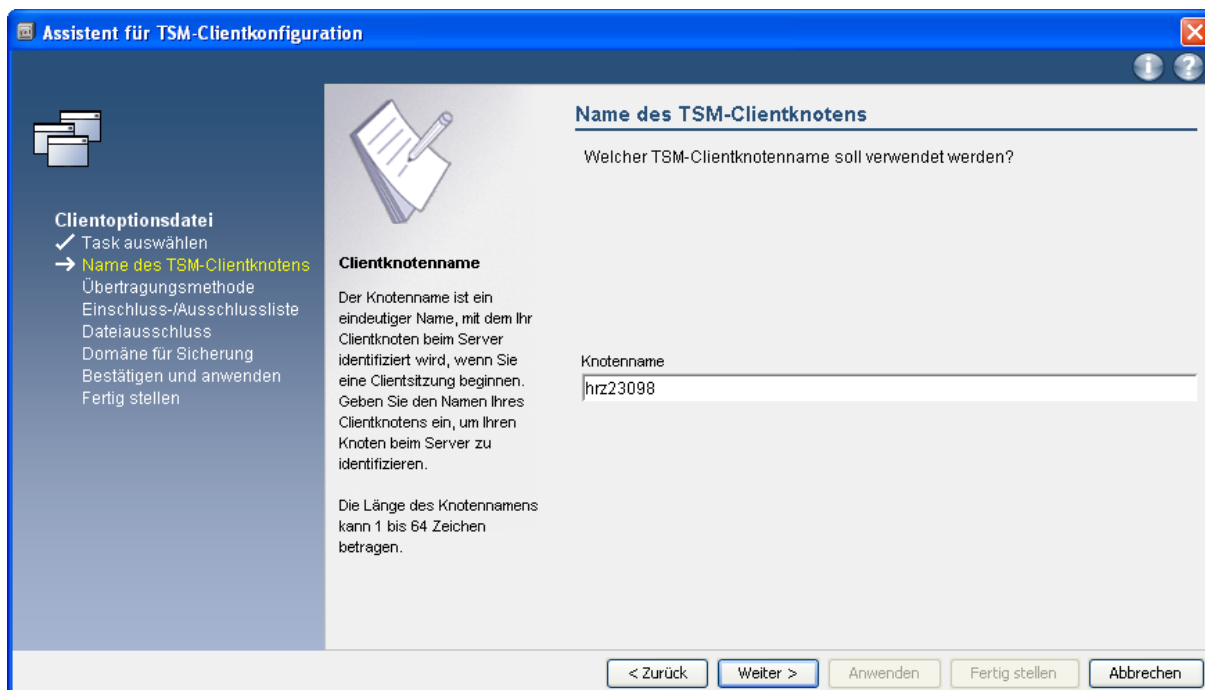 Assistent für TSM-Clientkonfiguration
Clientoptionsdatei
Task auswählen
Name des TSM-Clientknotens
Übertragungsmethode
Einschluss-/Ausschlussliste
Dateiausschluss
Domäne für Sicherung
Bestätigen und anwenden
Fertig stellen
Clientknotenname
Der Knotenname ist ein
eindeutiger Name, mit dem Ihr
Clientknoten beim Server
identifiziert wird, wenn Sie
eine Clientsitzung beginnen.
Geben Sie den Namen Ihres
Clientknotens ein, um Ihren
Knoten beim Server zu
identifizieren.
Die Länge des Knotennamens
kann 1 bis 64 Zeichen
betragen.
Name des TSM-Clientknotens
Welcher TSM-Clientknotenname soll verwendet werden?
Knotenname
hrz23098
< Zurück
Weiter >
Anwenden
Fertig stellen
Abbrechen